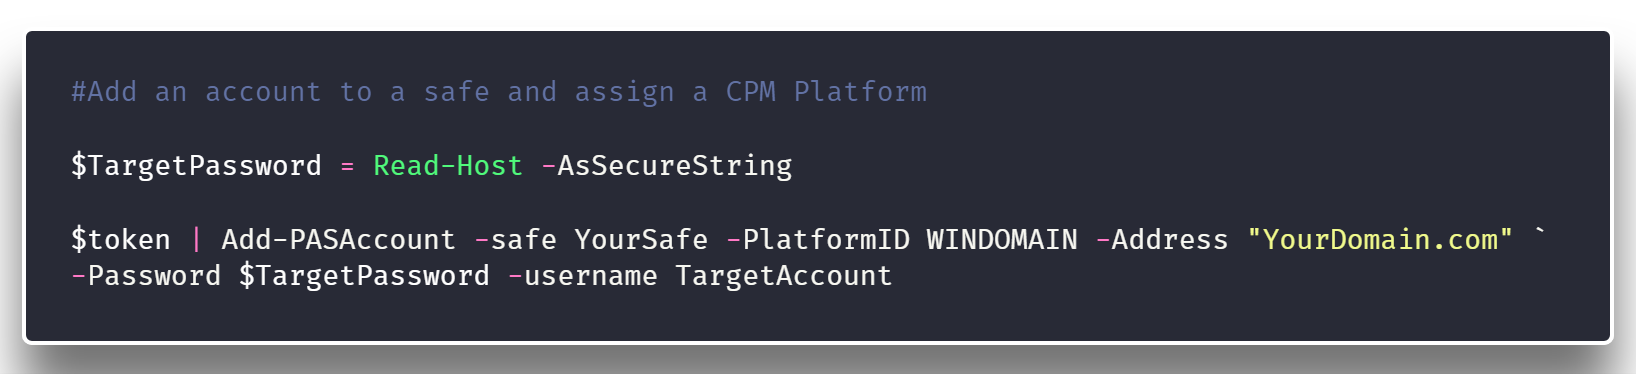 #Add an account to a safe and assign a CPM Platform
$TargetPassword = Read-Host -AsSecureString
$token | Add-PASAccount -safe YourSafe -PlatformID WINDOMAIN -Address "YourDomain.com" `
-Password $TargetPassword -username TargetAccount